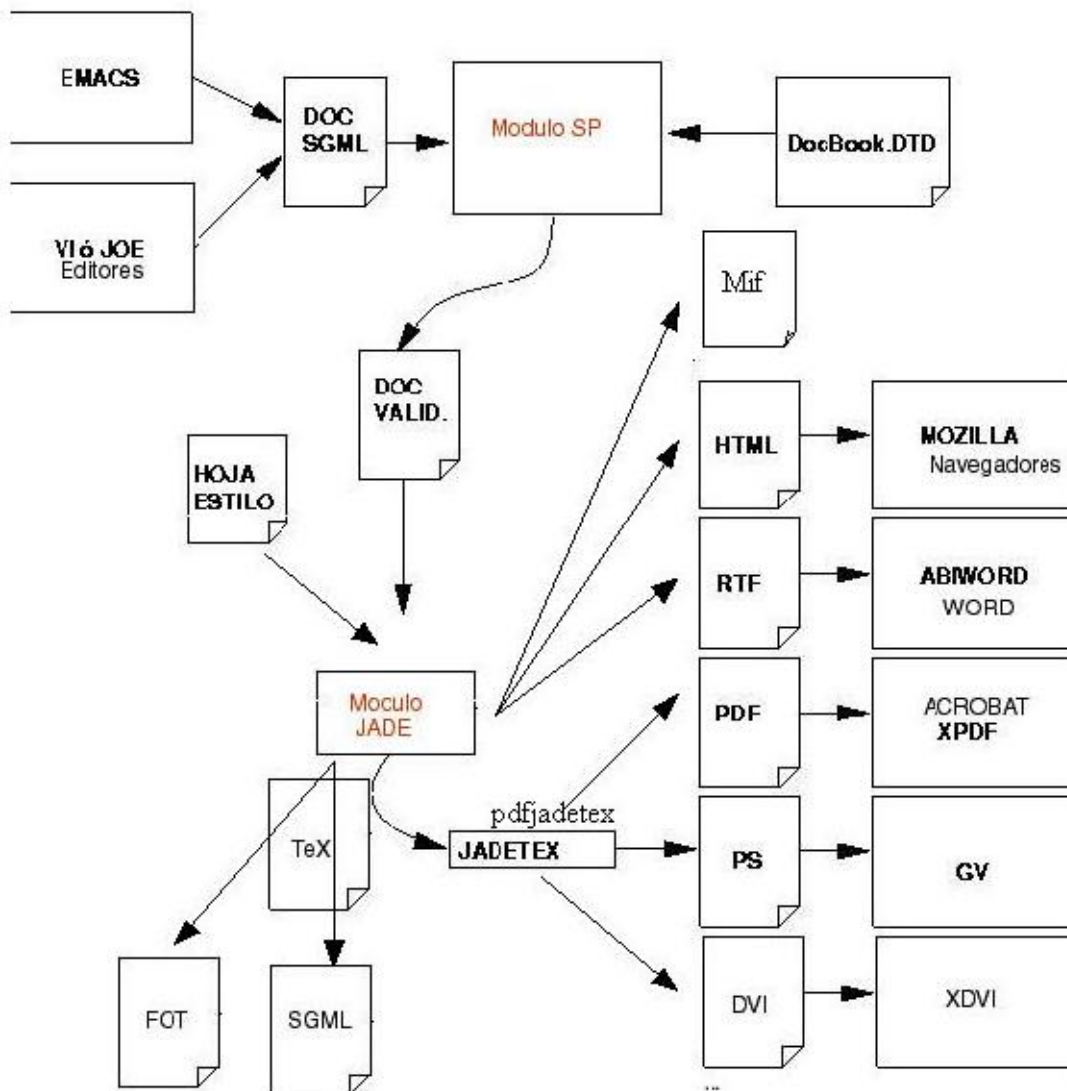 EMACS
DOC
SGML
Modulo SP
DocBook.DTD
VI ó JOE
Editores
Mif
DOC
VALID.
HTML
MOZILLA
Navegadores
HOJA
ESTILO
RTF
ABIWORD
WORD
Moculo
JADE
PDF
ACROBAT
XPDF
pdfjadetex
TeX
JADETEX
PS
GV
FOT
SGML
DVI
XDVI